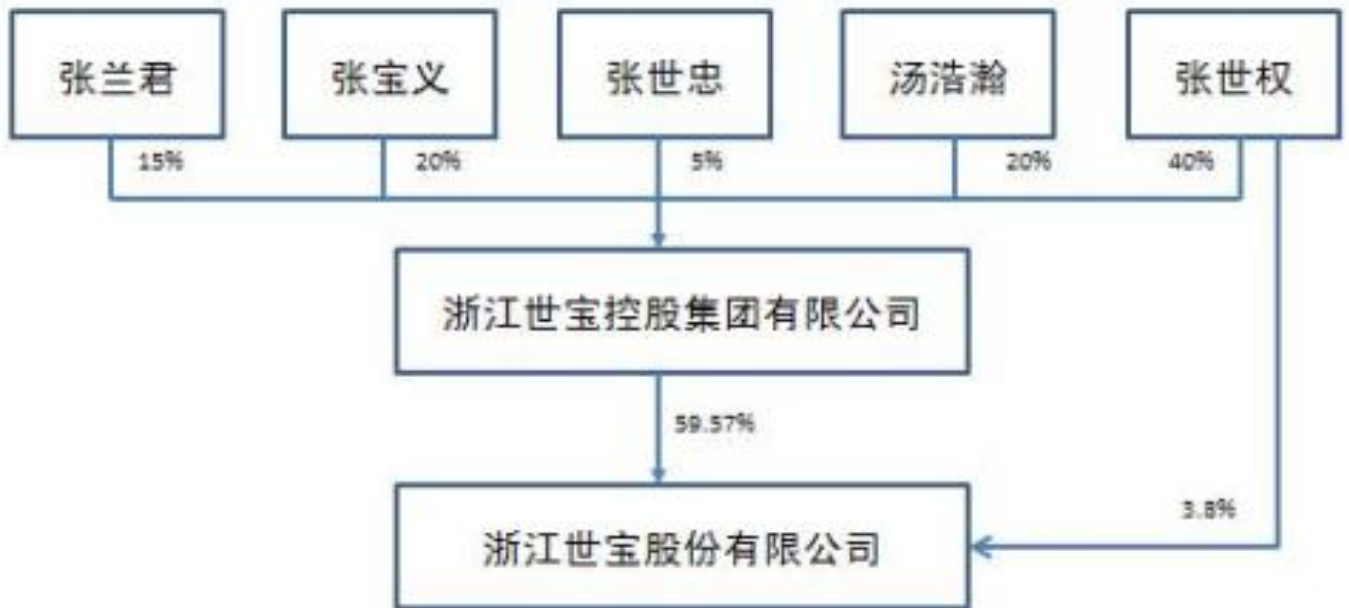 张兰君
张宝义
张世忠
汤浩瀚
张世权
15%
20%
5%
20%
40%
浙江世宝控股集团有限公司
59.57%
3.8%
浙江世宝股份有限公司